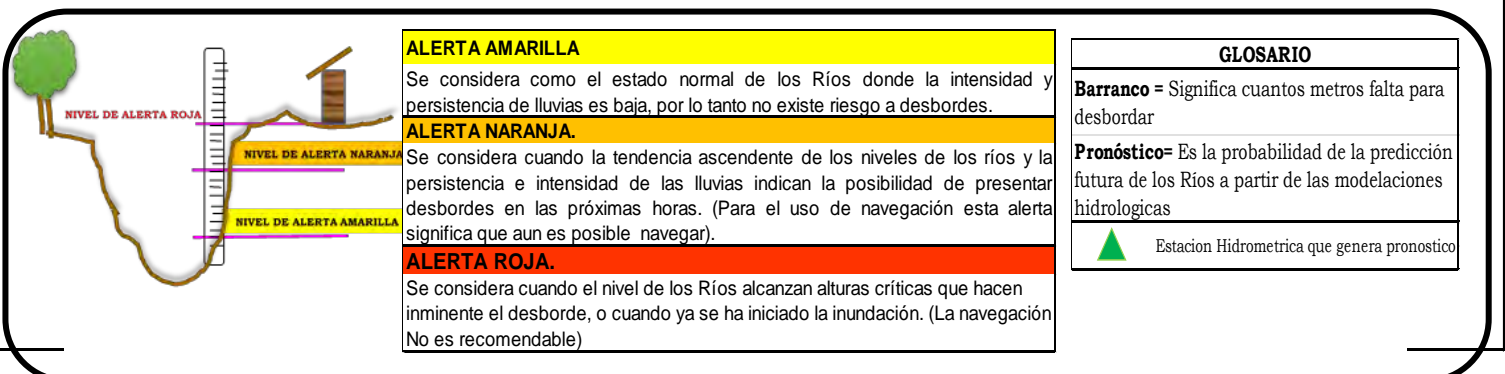 NIVEL DE ALERTA ROJA
NIVEL DE ALERTA NARANJA
NIVEL DE ALERTA AMARILLA
ALERTA AMARILLA
Se considera como el estado normal de los Ríos donde la intensidad y
persistencia de lluvias es baja, por lo tanto no existe riesgo a desbordes.
ALERTA NARANJA.
Se considera cuando la tendencia ascendente de los niveles de los ríos y la
persistencia e intensidad de las lluvias indican la posibilidad de presentar
desbordes en las próximas horas. (Para el uso de navegación esta alerta
significa que aun es posible navegar).
ALERTA ROJA.
Se considera cuando el nivel de los Ríos alcanzan alturas críticas que hacen
inminente el desborde, o cuando ya se ha iniciado la inundación. (La navegación
No es recomendable)
GLOSARIO
Barranco = Significa cuantos metros falta para
desbordar
Pronóstico= Es la probabilidad de la predicción
futura de los Ríos a partir de las modelaciones
hidrologicas
Estacion Hidrometrica que genera pronostico